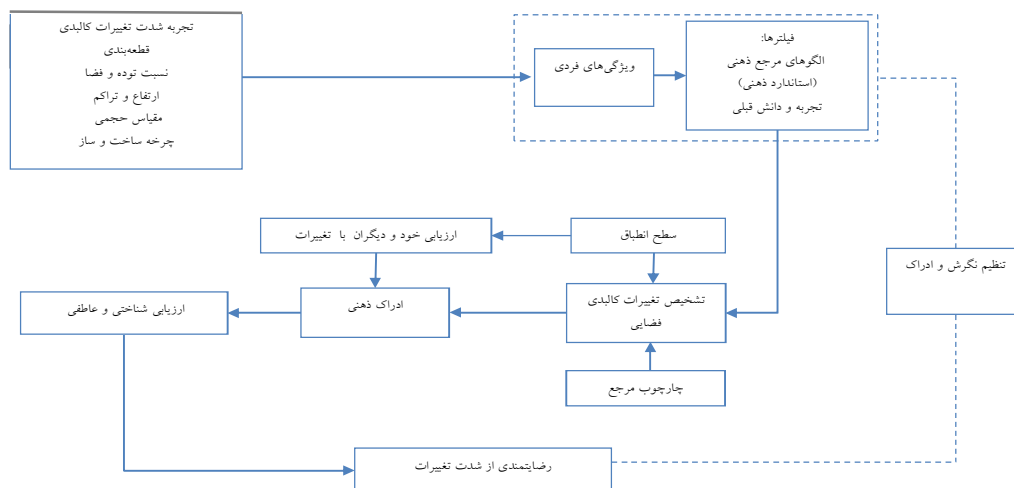 تجربه شدت تغییرات کالبدی
قطعه‌بندی
نسبت توده و فضا
ارتفاع و تراکم
مقیاس حجمی
چرخه ساخت و ساز
ویژگی‌های فردی
فیلترها:
الگوهای مرجع ذهنی
(استاندارد ذهنی)
تجربه و دانش قبلی
سطح انطباق
ارزیابی خود و دیگران با تغییرات
تنظیم نگرش و ادراک
تشخیص تغییرات کالبدی
فضایی
ادراک ذهنی
ارزیابی شناختی و عاطفی
چارچوب مرجع
رضایتمندی از شدت تغییرات